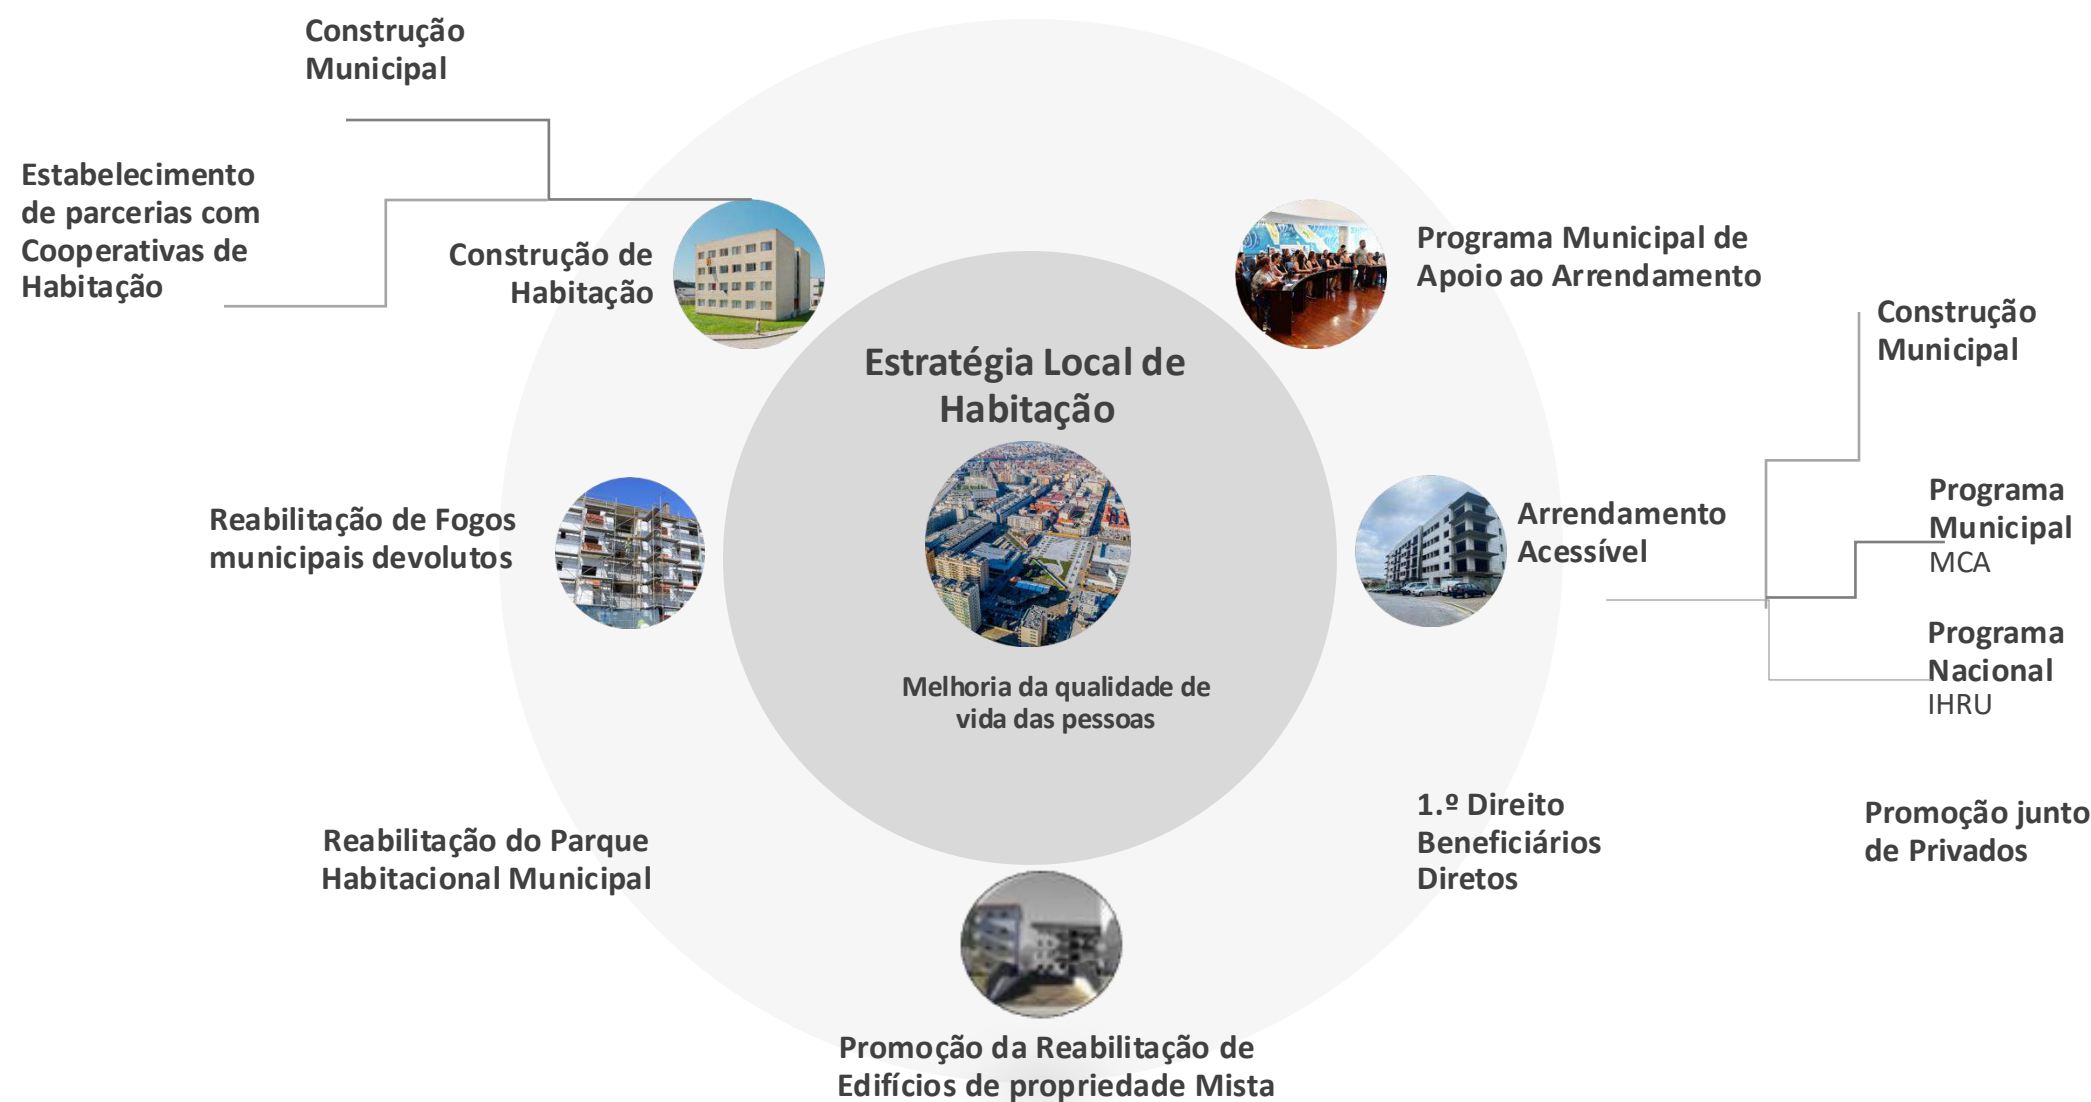 Construção
Municipal
Estabelecimento
de parcerias com
Cooperativas de
Habitação
Construção de
Habitação
Programa Municipal de
Apoio ao Arrendamento
Construção
Municipal
Estratégia Local de
Habitação
Reabilitação de Fogos
municipais devolutos
Arrendamento
Acessível
Programa
Municipal
MCA
Programa
Nacional
IHRU
Melhoria da qualidade de
vida das pessoas
Reabilitação do Parque
Habitacional Municipal
1.º Direito
Beneficiários
Diretos
Promoção junto
de Privados
Promoção da Reabilitação de
Edifícios de propriedade Mista